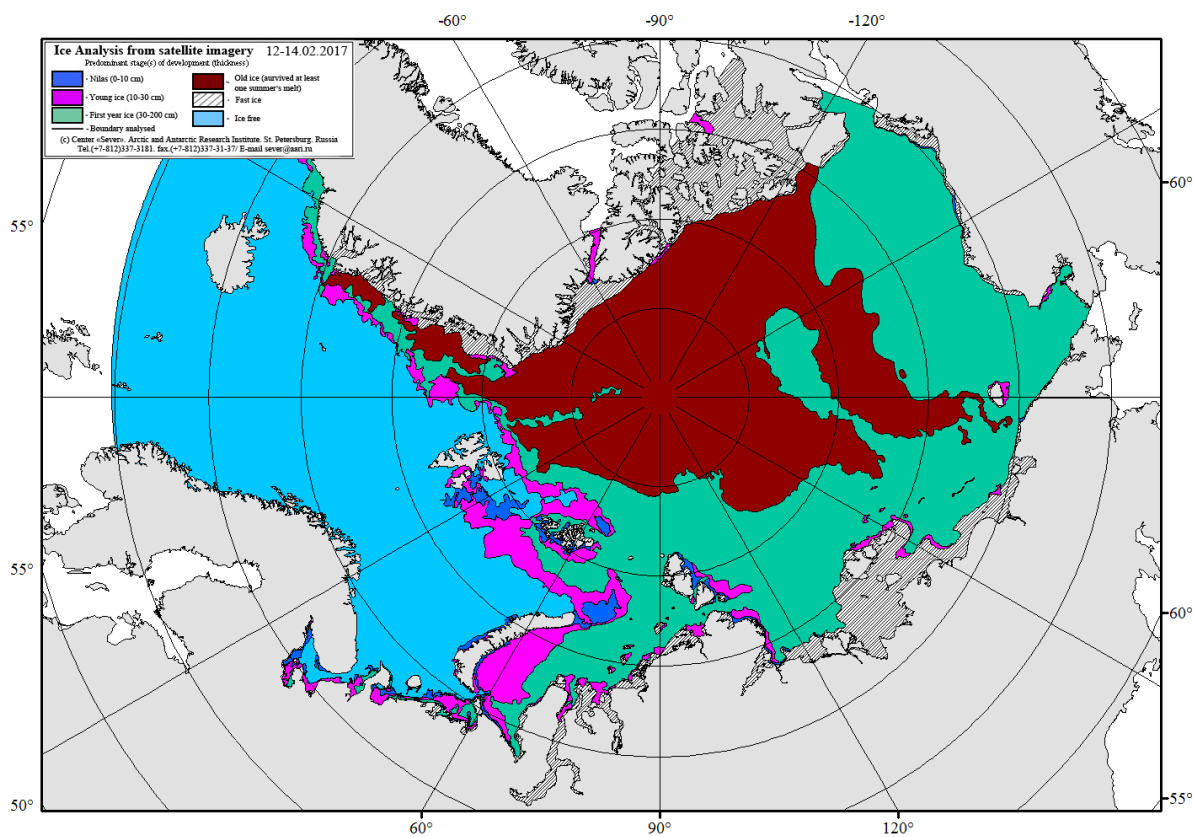 -60° -90° -120°
Ice Analysis from satellite imagery 12-14.02.2017
Predominant stage(s) of development (thickness)
- Nilas (0-10 cm)
- Young ice (10-30 cm)
- First year ice (30-200 cm)
- Boundary analysed
- Old ice (aurvived at least
one summer's melt)
- Fast ice
- Ice free
(c) Center «Sever». Arctic and Antarctic Research Institute. St. Petersburg. Russia
Tel.(+7-812)337-3181. fax.(+7-812)337-31-37/ E-mail sever@aari.ru
60°
55°
55°
60°
50°
55°
60° 90° 120°